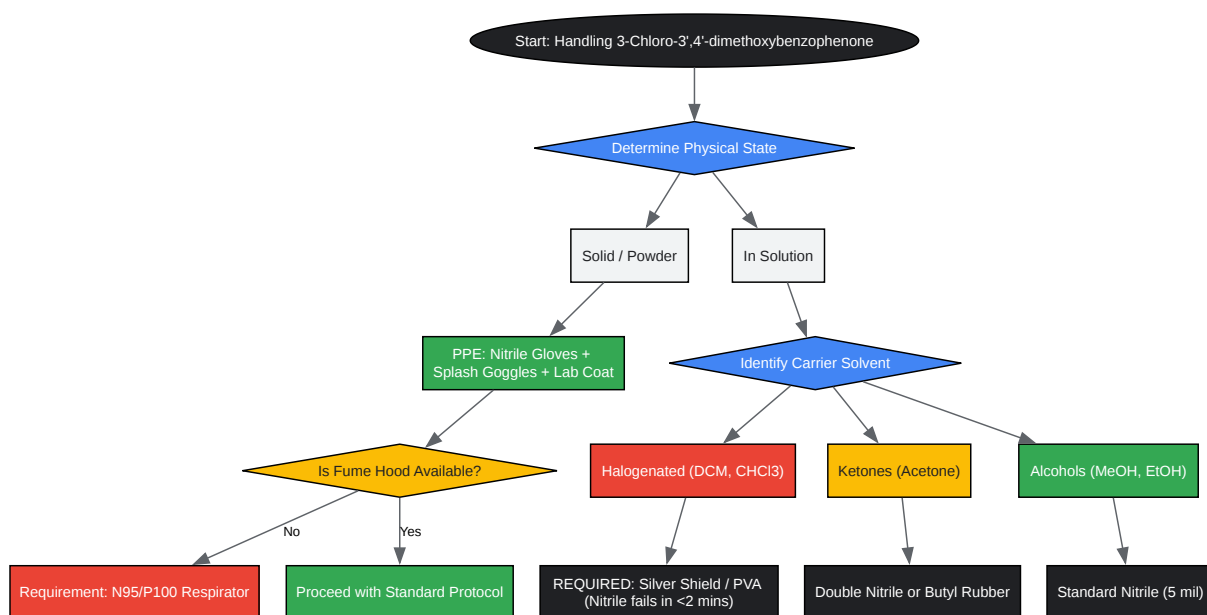 Start: Handling 3-Chloro-3',4'-dimethoxybenzophenone
Determine Physical State
Solid / Powder
In Solution
PPE: Nitrile Gloves +
Splash Goggles + Lab Coat
Identify Carrier Solvent
Is Fume Hood Available?
Halogenated (DCM, CHCl3)
Ketones (Acetone)
Alcohols (MeOH, EtOH)
No
Yes
Requirement: N95/P100 Respirator
Proceed with Standard Protocol
REQUIRED: Silver Shield / PVA
(Nitrile fails in <2 mins)
Double Nitrile or Butyl Rubber
Standard Nitrile (5 mil)